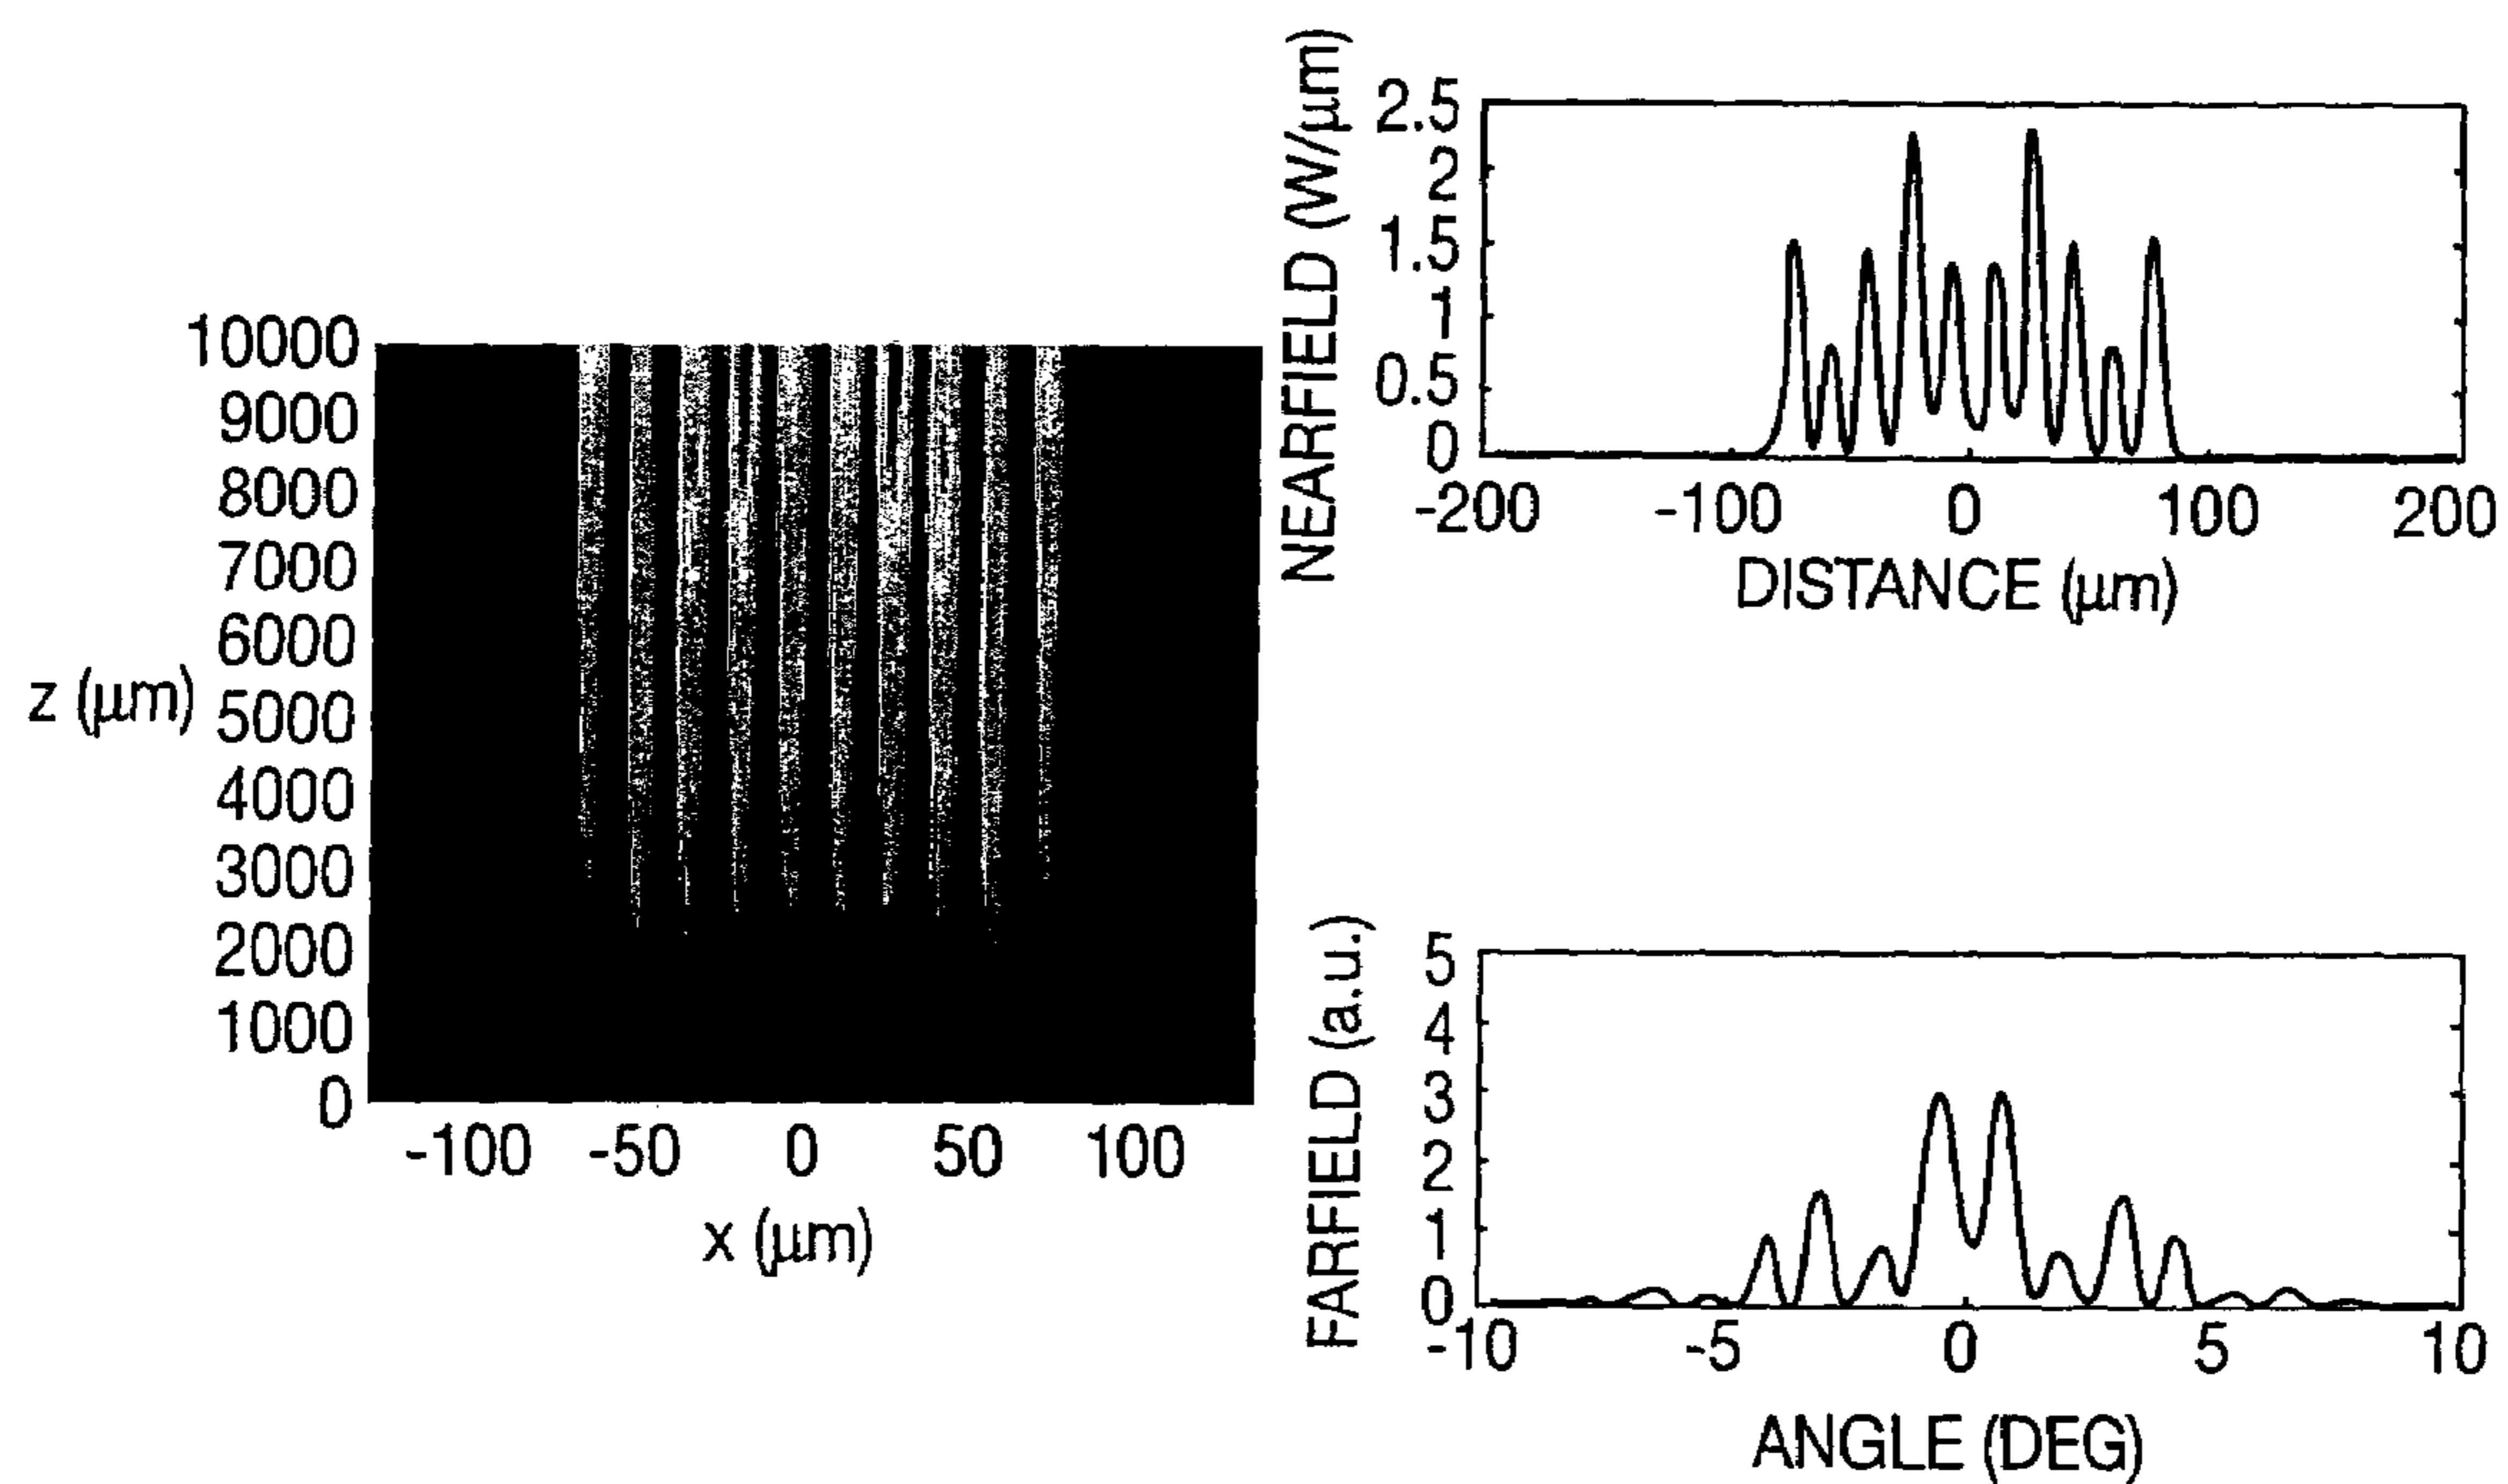 10000
9000
8000
7000
6000
5000
4000
3000
2000
1000
0
z (μm)
-100 -50 0 50 100
x (μm)
NEARFIELD (W/μm)
2.5
2
1.5
1
0.5
0
-200 -100 0 100 200
DISTANCE (μm)
FARFIELD (a.u.)
5
4
3
2
1
0
-10 -5 0 5 10
ANGLE (DEG)